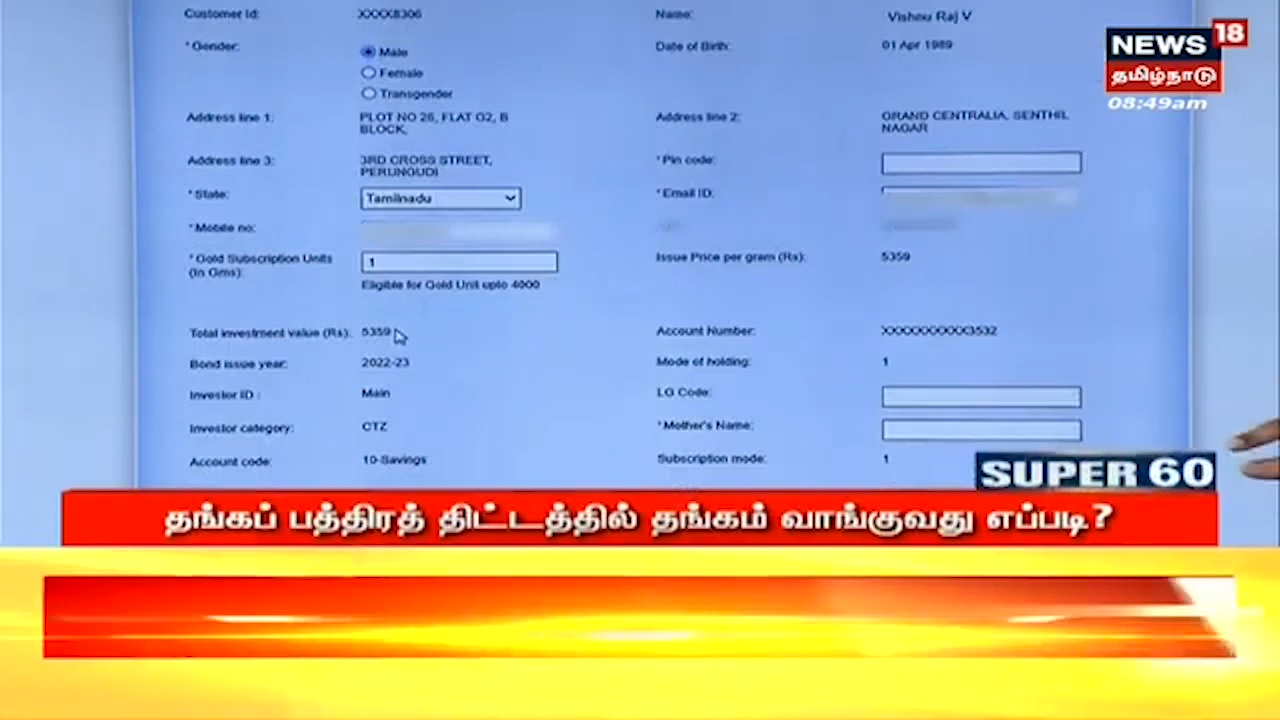 Customer Id: XXXX8306 Name: Vishnu Raj V
NEWS 18
தமிழ்நாடு
08:49am
* Gender: Male Date of Birth: 01 Apr 1989
Female
Transgender
Address line 1: PLOT NO 26, FLAT G2, B Address line 2: GRAND CENTRALIA, SENTHIL
BLOCK, NAGAR
Address line 3: 3RD CROSS STREET, * Pin code:
PERUNGUDI
* State: Tamilnadu * Email ID:
* Mobile no:
* Gold Subscription Units 1 Issue Price per gram (Rs): 5359
(In Gms):
Eligible for Gold Unit upto 4000
Total investment value (Rs): 5359 Account Number: XXXXXXXXXXX3532
Bond issue year: 2022-23 Mode of holding: 1
Investor ID : Main LG Code:
Investor category: CTZ * Mother's Name:
Account code: 10-Savings Subscription mode: 1
SUPER 60
தங்கப் பத்திரத் திட்டத்தில் தங்கம் வாங்குவது எப்படி?